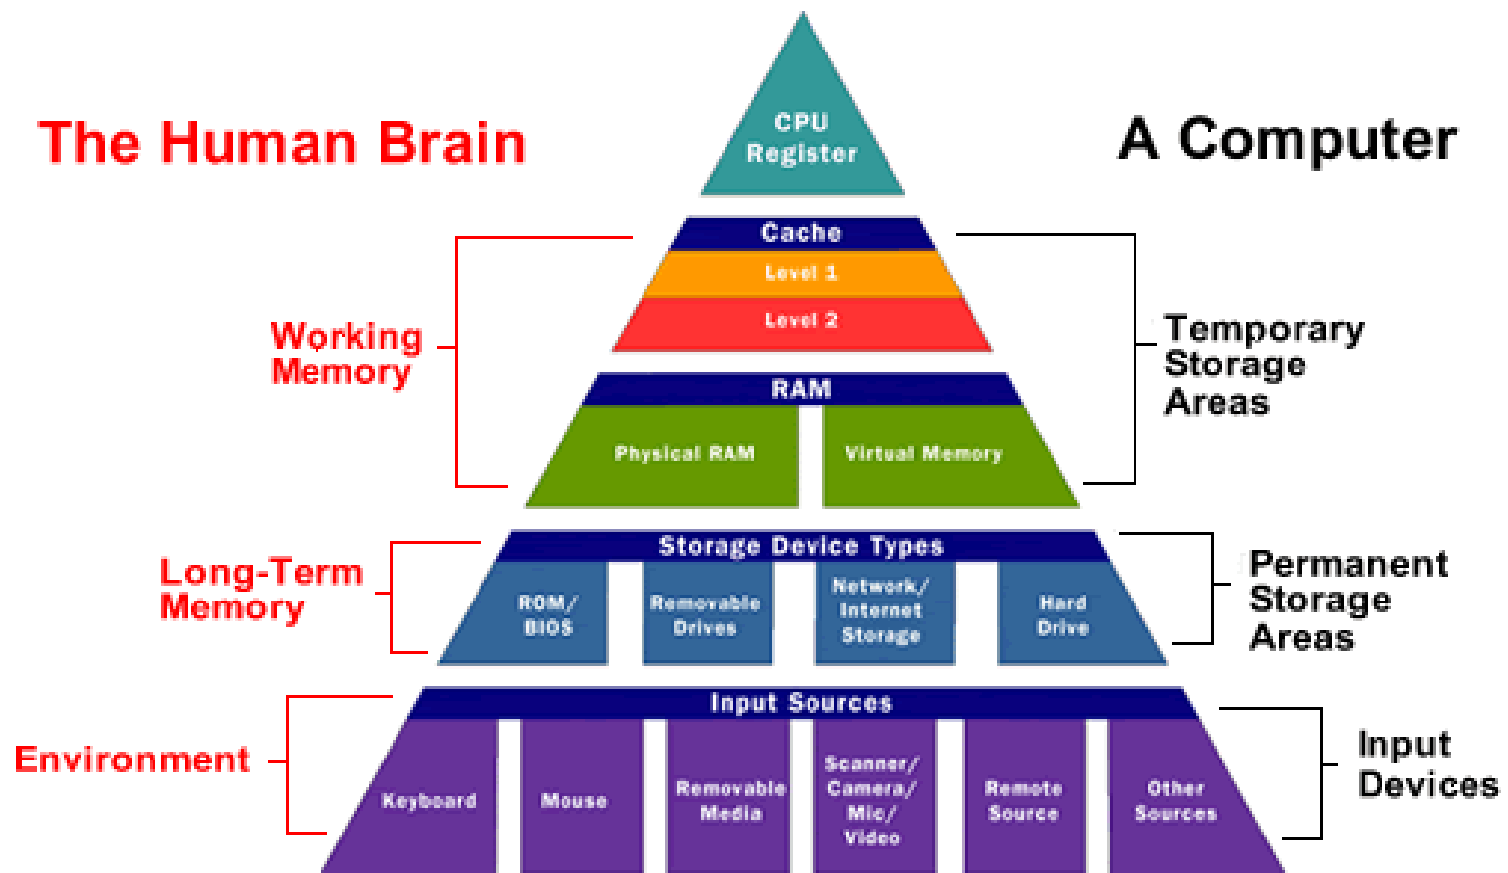 The Human Brain
A Computer
CPU
Register
Cache
Level 1
Level 2
Working
Memory
Temporary
Storage
Areas
RAM
Physical RAM
Virtual Memory
Long-Term
Memory
Storage Device Types
ROM/
BIOS
Removable
Drives
Network/
Internet
Storage
Hard
Drive
Permanent
Storage
Areas
Environment
Input Sources
Keyboard
Mouse
Removable
Media
Scanner/
Camera/
Mic/
Video
Remote
Source
Other
Sources
Input
Devices